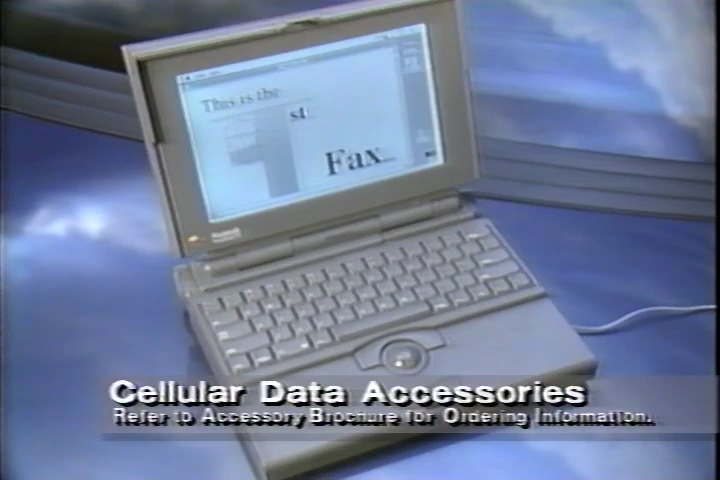 This is the
st
Fax
Cellular Data Accessories
Refer to Accessory Brochure for Ordering Information.